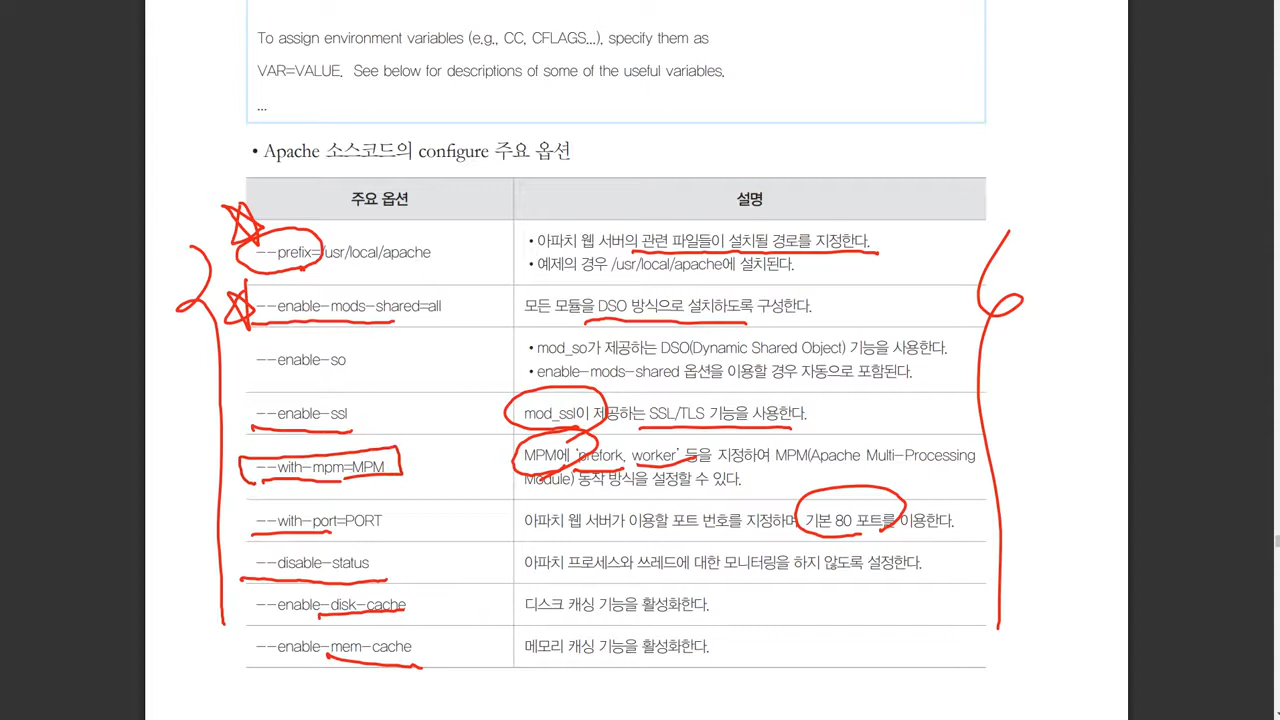 To assign environment variables (e.g., CC, CFLAGS...), specify them as
VAR=VALUE. See below for descriptions of some of the useful variables.
...
• Apache 소스코드의 configure 주요 옵션
주요 옵션 설명
--prefix=/usr/local/apache
• 아파치 웹 서버의 관련 파일들이 설치될 경로를 지정한다.
• 예제의 경우 /usr/local/apache에 설치된다.
--enable-mods-shared=all 모든 모듈을 DSO 방식으로 설치하도록 구성한다.
--enable-so
• mod_so가 제공하는 DSO(Dynamic Shared Object) 기능을 사용한다.
• enable-mods-shared 옵션을 이용할 경우 자동으로 포함된다.
--enable-ssl mod_ssl이 제공하는 SSL/TLS 기능을 사용한다.
--with-mpm=MPM
MPM에 'prefork, worker' 등을 지정하여 MPM(Apache Multi-Processing
Module) 동작 방식을 설정할 수 있다.
--with-port=PORT 아파치 웹 서버가 이용할 포트 번호를 지정하며 기본 80 포트를 이용한다.
--disable-status 아파치 프로세스와 쓰레드에 대한 모니터링을 하지 않도록 설정한다.
--enable-disk-cache 디스크 캐싱 기능을 활성화한다.
--enable-mem-cache 메모리 캐싱 기능을 활성화한다.